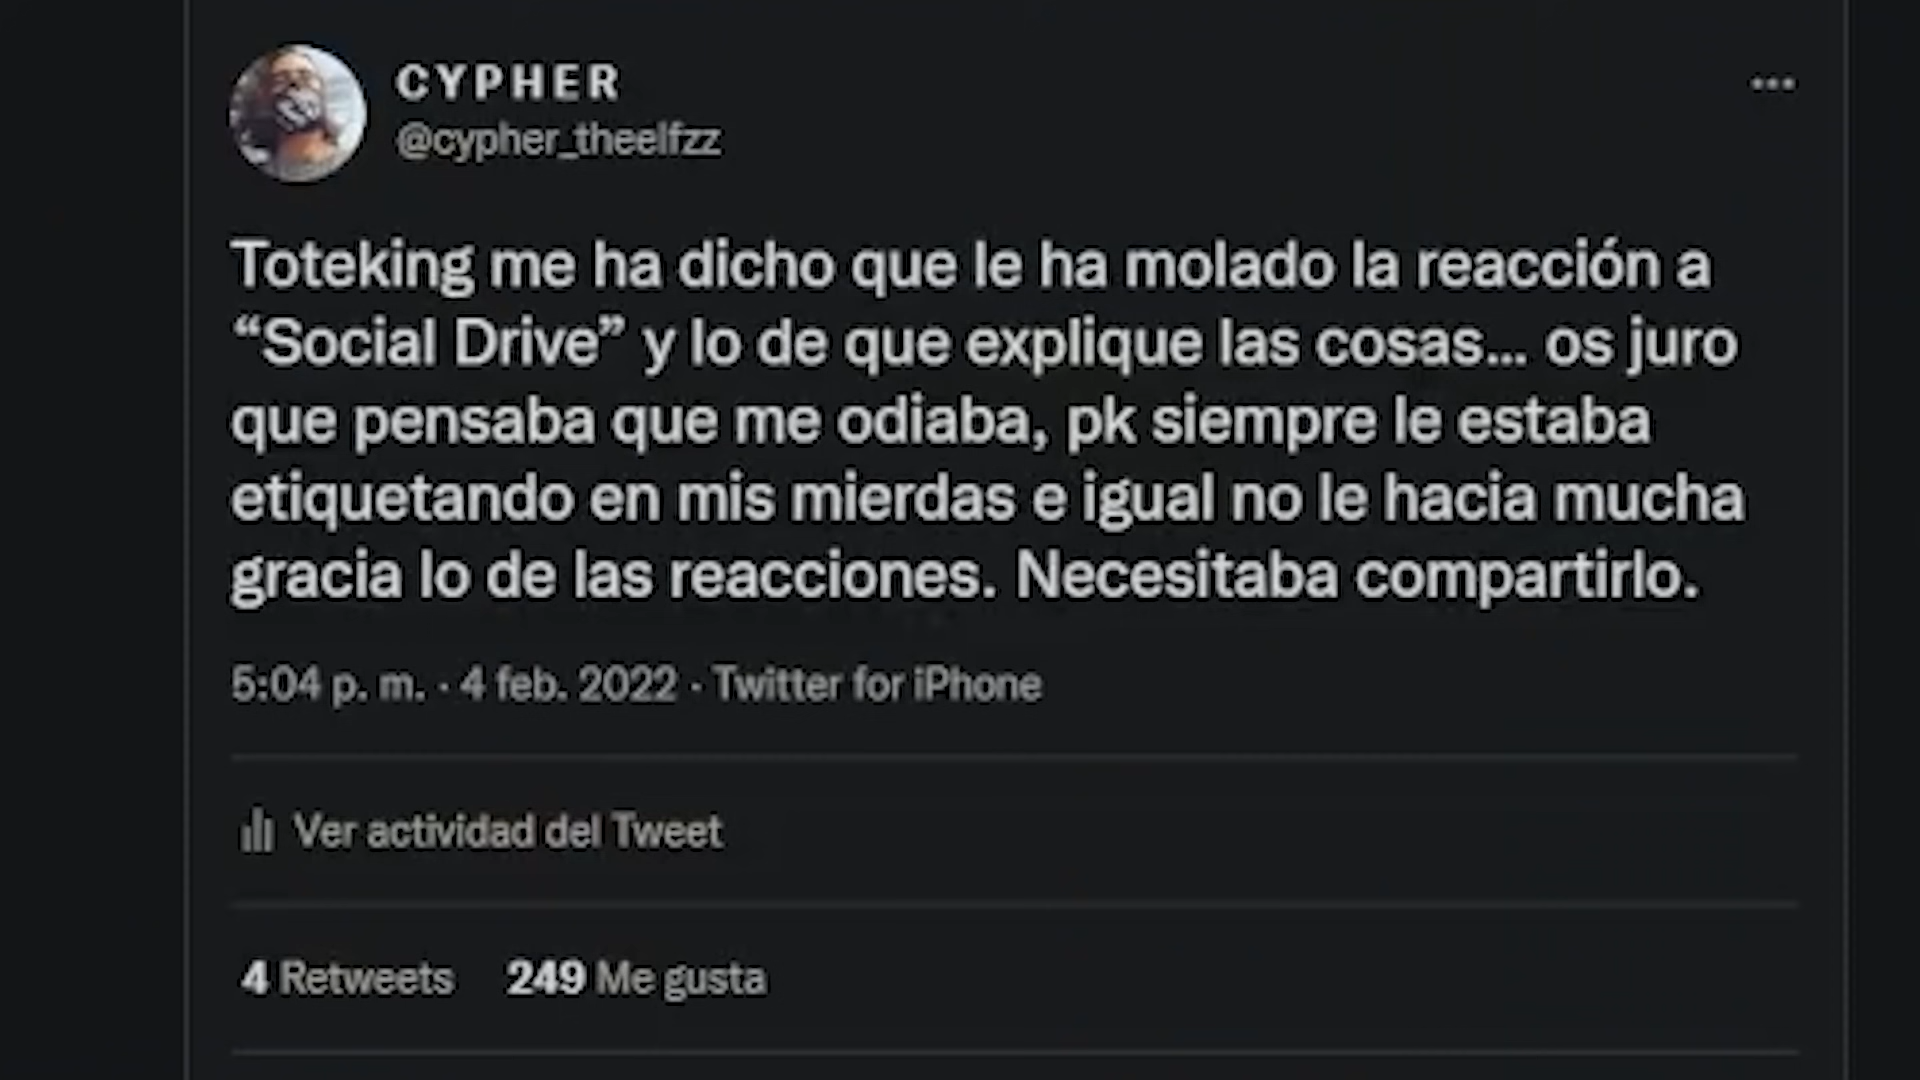 CYPHER
@cypher_theelfzz
Toteking me ha dicho que le ha molado la reacción a
“Social Drive” y lo de que explique las cosas... os juro
que pensaba que me odiaba, pk siempre le estaba
etiquetando en mis mierdas e igual no le hacia mucha
gracia lo de las reacciones. Necesitaba compartirlo.
5:04 p. m. · 4 feb. 2022 · Twitter for iPhone
Ver actividad del Tweet
4 Retweets 249 Me gusta